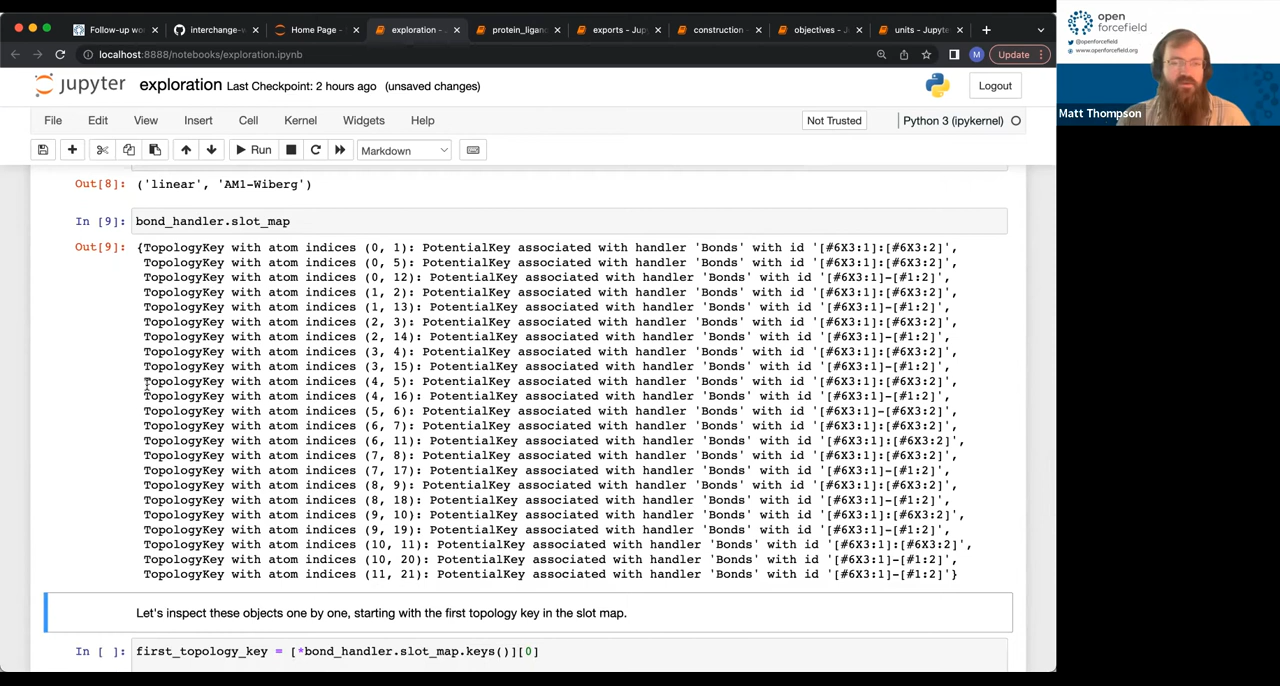 Follow-up wo
interchange-
Home Page -
exploration -
protein_ligan
exports - Jup
construction -
objectives - J
units - Jupyte
localhost:8888/notebooks/exploration.ipynb
M
Update
jupyter exploration Last Checkpoint: 2 hours ago (unsaved changes)
Logout
File Edit View Insert Cell Kernel Widgets Help
Not Trusted
Python 3 (ipykernel)
Run
Markdown
Out[8]: ('linear', 'AM1-Wiberg')
In [9]: bond_handler.slot_map
Out[9]: {TopologyKey with atom indices (0, 1): PotentialKey associated with handler 'Bonds' with id '[#6X3:1]:[#6X3:2]',
TopologyKey with atom indices (0, 5): PotentialKey associated with handler 'Bonds' with id '[#6X3:1]:[#6X3:2]',
TopologyKey with atom indices (0, 12): PotentialKey associated with handler 'Bonds' with id '[#6X3:1]-[#1:2]',
TopologyKey with atom indices (1, 2): PotentialKey associated with handler 'Bonds' with id '[#6X3:1]:[#6X3:2]',
TopologyKey with atom indices (1, 13): PotentialKey associated with handler 'Bonds' with id '[#6X3:1]-[#1:2]',
TopologyKey with atom indices (2, 3): PotentialKey associated with handler 'Bonds' with id '[#6X3:1]:[#6X3:2]',
TopologyKey with atom indices (2, 14): PotentialKey associated with handler 'Bonds' with id '[#6X3:1]-[#1:2]',
TopologyKey with atom indices (3, 4): PotentialKey associated with handler 'Bonds' with id '[#6X3:1]:[#6X3:2]',
TopologyKey with atom indices (3, 15): PotentialKey associated with handler 'Bonds' with id '[#6X3:1]-[#1:2]',
TopologyKey with atom indices (4, 5): PotentialKey associated with handler 'Bonds' with id '[#6X3:1]:[#6X3:2]',
TopologyKey with atom indices (4, 16): PotentialKey associated with handler 'Bonds' with id '[#6X3:1]-[#1:2]',
TopologyKey with atom indices (5, 6): PotentialKey associated with handler 'Bonds' with id '[#6X3:1]-[#6X3:2]',
TopologyKey with atom indices (6, 7): PotentialKey associated with handler 'Bonds' with id '[#6X3:1]:[#6X3:2]',
TopologyKey with atom indices (6, 11): PotentialKey associated with handler 'Bonds' with id '[#6X3:1]:[#6X3:2]',
TopologyKey with atom indices (7, 8): PotentialKey associated with handler 'Bonds' with id '[#6X3:1]:[#6X3:2]',
TopologyKey with atom indices (7, 17): PotentialKey associated with handler 'Bonds' with id '[#6X3:1]-[#1:2]',
TopologyKey with atom indices (8, 9): PotentialKey associated with handler 'Bonds' with id '[#6X3:1]:[#6X3:2]',
TopologyKey with atom indices (8, 18): PotentialKey associated with handler 'Bonds' with id '[#6X3:1]-[#1:2]',
TopologyKey with atom indices (9, 10): PotentialKey associated with handler 'Bonds' with id '[#6X3:1]:[#6X3:2]',
TopologyKey with atom indices (9, 19): PotentialKey associated with handler 'Bonds' with id '[#6X3:1]-[#1:2]',
TopologyKey with atom indices (10, 11): PotentialKey associated with handler 'Bonds' with id '[#6X3:1]:[#6X3:2]',
TopologyKey with atom indices (10, 20): PotentialKey associated with handler 'Bonds' with id '[#6X3:1]-[#1:2]',
TopologyKey with atom indices (11, 21): PotentialKey associated with handler 'Bonds' with id '[#6X3:1]-[#1:2]'}
Let's inspect these objects one by one, starting with the first topology key in the slot map.
In [ ]: first_topology_key = [*bond_handler.slot_map.keys()][0]
open
forcefield
@openforcefield
www.openforcefield.org
Matt Thompson